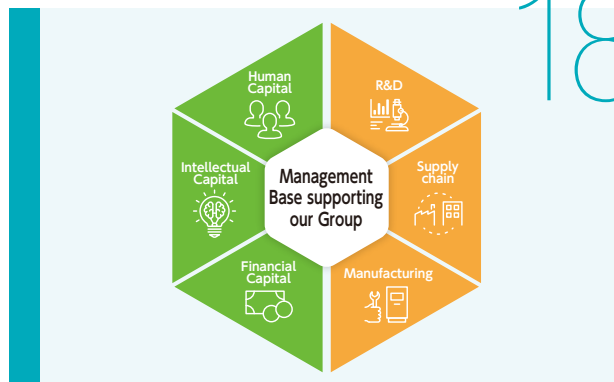 18
Human
Capital
R&D
Intellectual
Capital
Management
Base supporting
our Group
Supply
chain
Financial
Capital
Manufacturing